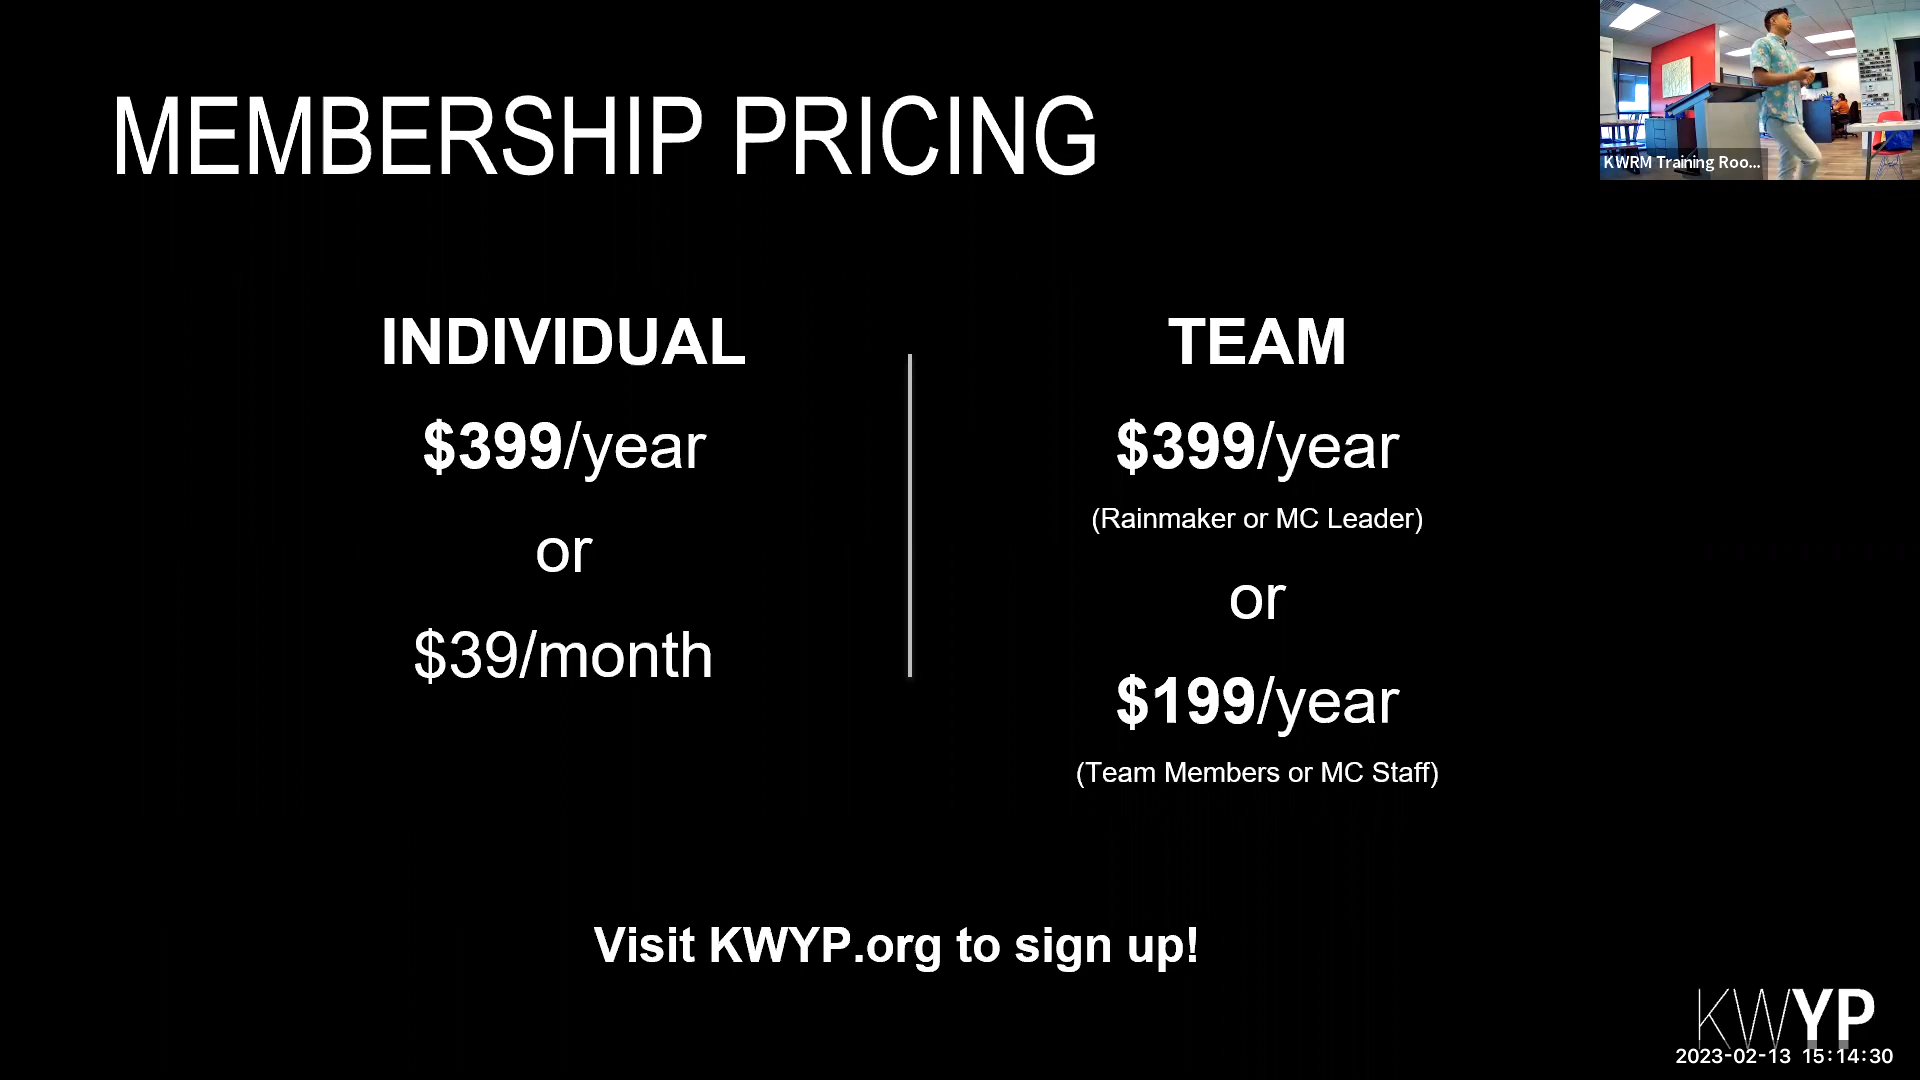 MEMBERSHIP PRICING
KWRM Training Roo...
INDIVIDUAL
$399/year
or
$39/month
TEAM
$399/year
(Rainmaker or MC Leader)
or
$199/year
(Team Members or MC Staff)
Visit KWYP.org to sign up!
KWYP
2023-02-13 15:14:30